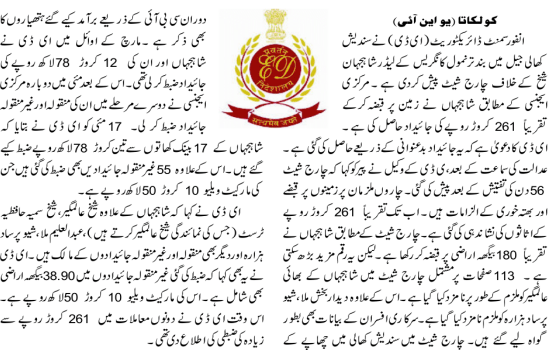 کولکاتا (یو این آئی)
انفورسمنٹ ڈائریکٹوریٹ (ای ڈی) نے سندیش
کھالی جیل میں بند ترنمول کانگریس کے لیڈر شاہجہاں
شیخ کے خلاف چارج شیٹ پیش کر دی ہے۔ مرکزی
ایجنسی کے مطابق شاہجہاں نے زمین پر قبضہ کر کے
تقریباً 261 کروڑ روپے کی جائیداد حاصل کی ہے۔
ای ڈی کا دعویٰ ہے کہ یہ جائیداد بدعنوانی کے ذریعے حاصل کی گئی ہے۔
عدالت کی سماعت کے بعد، ای ڈی کے وکیل نے پیر کو کہا کہ چارج شیٹ
56 دن کی تفتیش کے بعد پیش کی گئی۔ چاروں ملزمان پر زمینوں پر قبضے
اور بھتہ خوری کے الزامات ہیں۔ اب تک تقریباً 261 کروڑ روپے
کے اثاثوں کی نشاندہی کی گئی ہے۔ چارج شیٹ کے مطابق شاہجہاں نے
تقریباً 180 بیگھہ اراضی پر قبضہ کر رکھا ہے۔ لیکن یہ رقم مزید بڑھ سکتی
ہے۔ 113 صفحات پر مشتمل چارج شیٹ میں شاہجہاں کے بھائی
عالمگیر کو ملزم کے طور پر نامزد کیا گیا ہے۔ اس کے علاوہ دیدار بخش ملا، شیو
پرساد ہزارہ کو ملزم نامزد کیا گیا ہے۔ سرکاری افسران کے بیانات بھی بطور
گواہ لیے گئے ہیں۔ چارج شیٹ میں سندیش کھالی میں چھاپے کے
دوران سی بی آئی کے ذریعے برآمد کیے گئے ہتھیاروں کا
بھی ذکر ہے۔ مارچ کے اوائل میں ای ڈی نے
شاہجہاں اور ان کی 12 کروڑ 78 لاکھ روپے کی
جائیداد ضبط کر لی تھی۔ اس کے بعد مئی میں دوبارہ مرکزی
ایجنسی نے دوسرے مرحلے میں ان کی منقولہ اور غیر منقولہ
جائیداد ضبط کر لی۔ 17 مئی کو ای ڈی نے بتایا کہ
شاہجہاں کے 17 بینک کھاتوں سے تین کروڑ 78 لاکھ روپے ضبط کیے
گئے ہیں۔ اس کے علاوہ 55 غیر منقولہ جائیدادیں بھی ضبط کی گئی ہیں جن
کی مارکیٹ ویلیو 10 کروڑ 50 لاکھ روپے ہے۔
ای ڈی نے کہا کہ شاہجہاں کے علاوہ شیخ عالمگیر، شیخ سمیہ حافظیہ
ٹرسٹ (جس کی نمائندگی شیخ عالمگیر کرتے ہیں)، عبدالعلیم ملا، شیو پرساد
ہزارہ اور دیگر بھی منقولہ اور غیر منقولہ جائیدادوں کے مالک ہیں۔ ای ڈی
نے یہ بھی کہا کہ ضبط کی گئی غیر منقولہ جائیدادوں میں 38.90 بیگھہ اراضی
بھی شامل ہے۔ اس کی مارکیٹ ویلیو 10 کروڑ 50 لاکھ روپے ہے۔
اس وقت ای ڈی نے دونوں معاملات میں 261 کروڑ روپے سے
زیادہ کی ضبطی کی اطلاع دی تھی۔
प्रवर्तन
ED
निदेशालय
सत्यमेव जयते